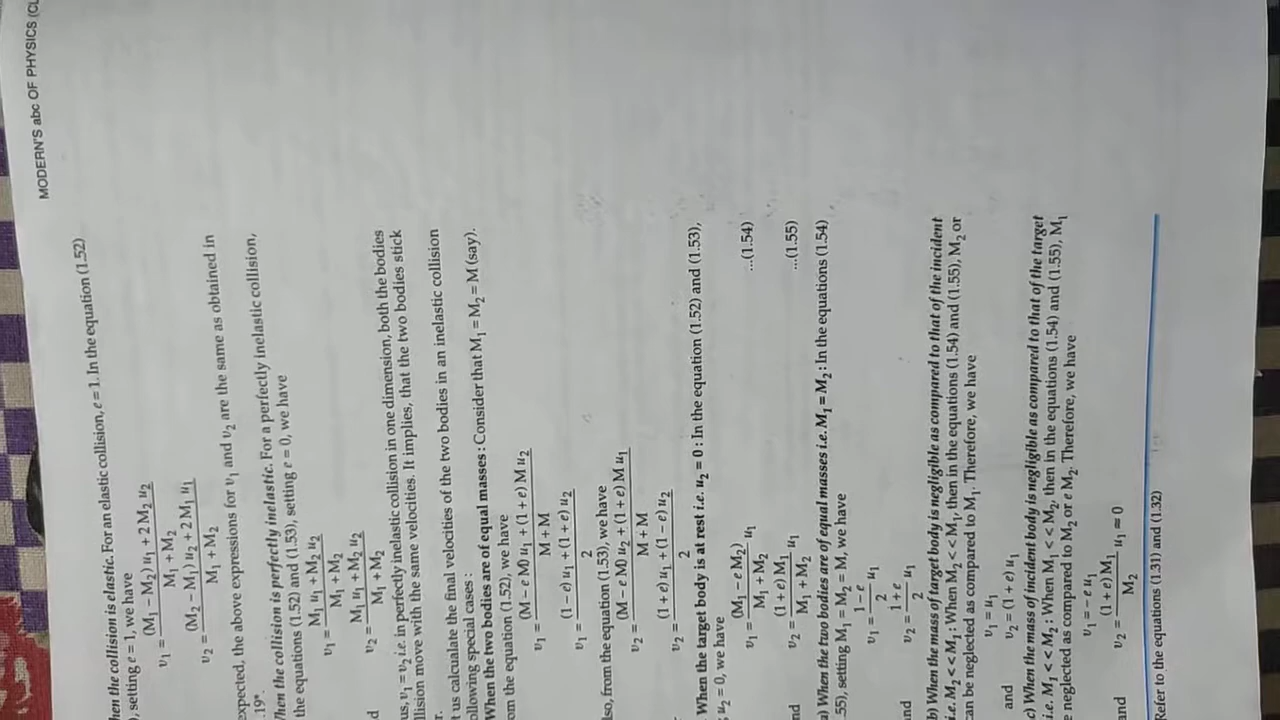 MODERN'S abc OF PHYSICS
hen the collision is elastic. For an elastic collision, e = 1. In the equation (1.52)
), setting e = 1, we have
v₁ = ((M₁ − M₂) u₁ + 2 M₂ u₂) / (M₁ + M₂)
v₂ = ((M₂ − M₁) u₂ + 2 M₁ u₁) / (M₁ + M₂)
expected, the above expressions for v₁ and v₂ are the same as obtained in
.19*.
hen the collision is perfectly inelastic. For a perfectly inelastic collision,
the equations (1.52) and (1.53), setting e = 0, we have
v₁ = (M₁ u₁ + M₂ u₂) / (M₁ + M₂)
d v₂ = (M₁ u₁ + M₂ u₂) / (M₁ + M₂)
us, v₁ = v₂ i.e. in perfectly inelastic collision in one dimension, both the bodies
llision move with the same velocities. It implies, that the two bodies stick
r.
t us calcualate the final velocities of the two bodies in an inelastic collision
ollowing special cases :
When the two bodies are of equal masses : Consider that M₁ = M₂ = M (say).
om the equation (1.52), we have
v₁ = ((M − e M) u₁ + (1 + e) M u₂) / (M + M)
v₁ = ((1 − e) u₁ + (1 + e) u₂) / 2
lso, from the equation (1.53) we have
v₂ = ((M − e M) u₂ + (1 + e) M u₁) / (M + M)
v₂ = ((1 + e) u₁ + (1 − e) u₂) / 2
When the target body is at rest i.e. u₂ = 0 : In the equation (1.52) and (1.53),
u₂ = 0, we have
v₁ = ((M₁ − e M₂) / (M₁ + M₂)) u₁ ...(1.54)
nd v₂ = ((1 + e) M₁ / (M₁ + M₂)) u₁ ...(1.55)
a) When the two bodies are of equal masses i.e. M₁ = M₂ : In the equations (1.54)
.55), setting M₁ = M₂ = M, we have
v₁ = ((1 − e) / 2) u₁
nd v₂ = ((1 + e) / 2) u₁
b) When the mass of target body is negligible as compared to that of the incident
i.e. M₂ < < M₁ : When M₂ < < M₁, then in the equations (1.54) and (1.55), M₂ or
can be neglected as compared to M₁. Therefore, we have
v₁ = u₁
and v₂ = (1 + e) u₁
c) When the mass of incident body is negligible as compared to that of the target
i.e. M₁ < < M₂ : When M₁ < < M₂, then in the equations (1.54) and (1.55), M₁
e neglected as compared to M₂ or e M₂. Therefore, we have
v₁ = − e u₁
nd v₂ = ((1 + e) M₁ / M₂) u₁ ≈ 0
Refer to the equations (1.31) and (1.32)